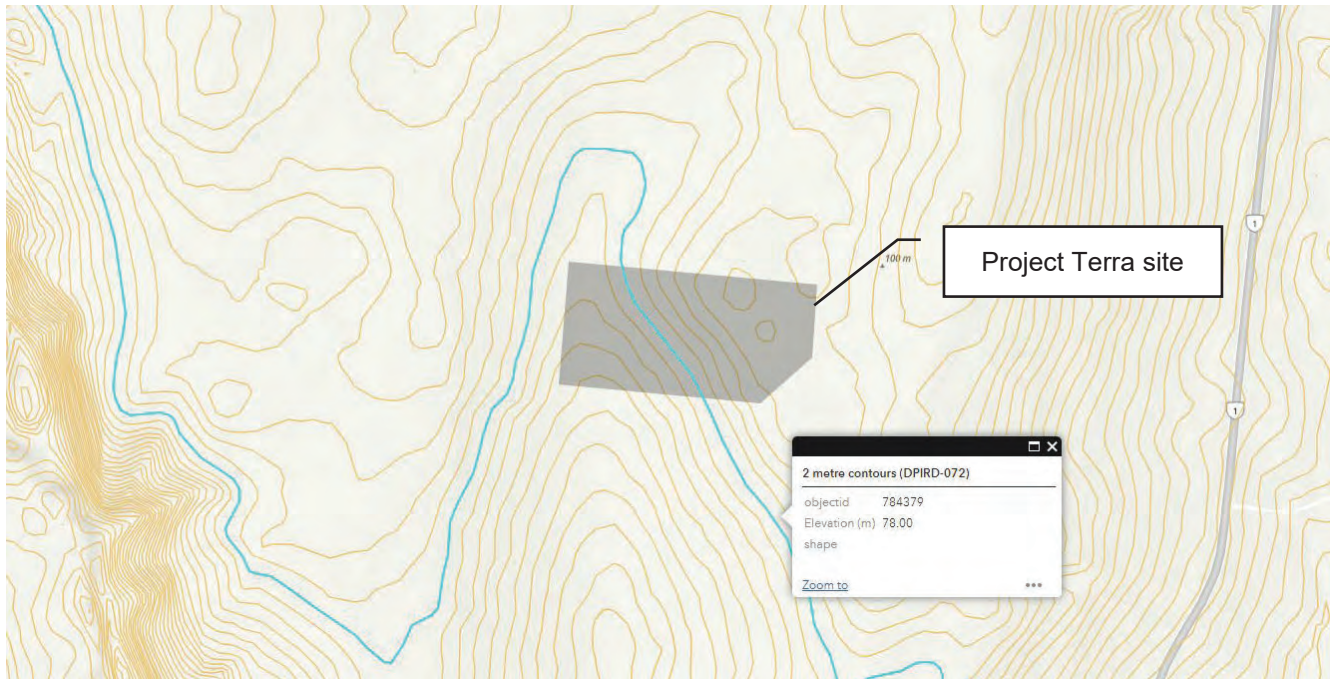 1
Project Terra site
100 m
1
2 metre contours (DPIRD-072)
objectid 784379
Elevation (m) 78.00
shape
Zoom to